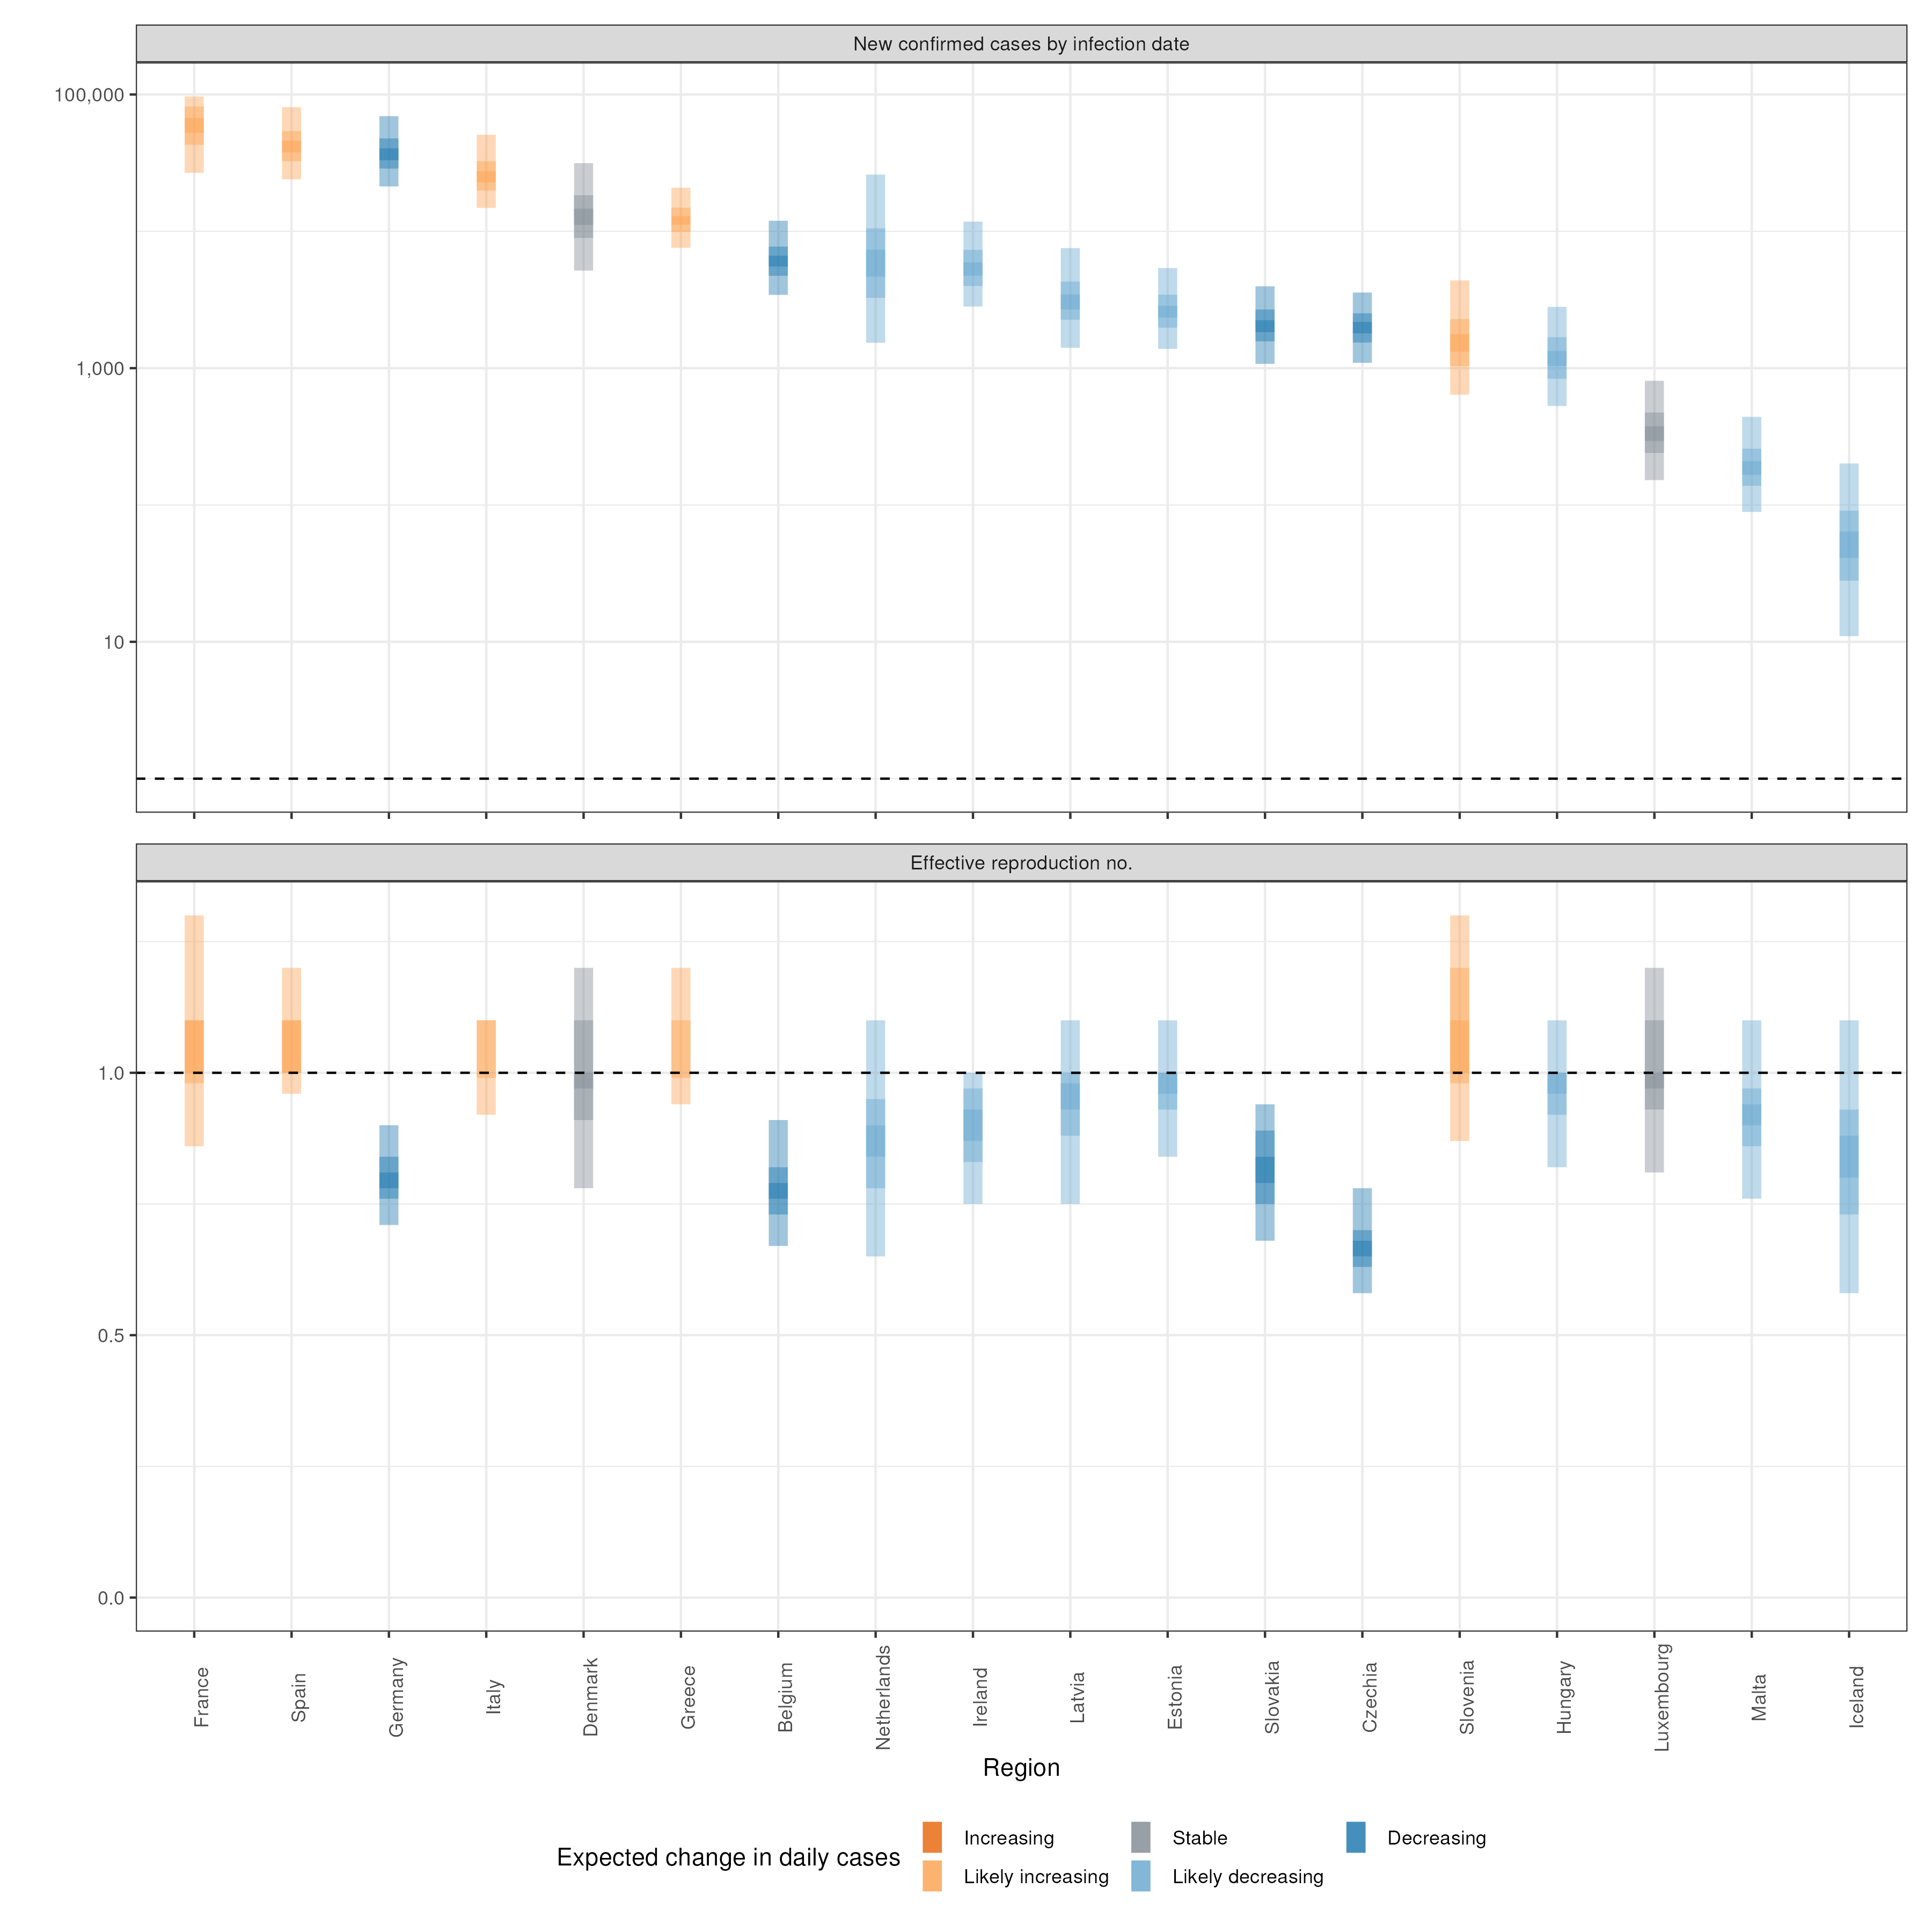 New confirmed cases by infection date
100,000
1,000
10
Effective reproduction no.
1.0
0.5
0.0
France
Spain
Germany
Italy
Denmark
Greece
Belgium
Netherlands
Ireland
Latvia
Estonia
Slovakia
Czechia
Slovenia
Hungary
Luxembourg
Malta
Iceland
Region
Expected change in daily cases
Increasing
Stable
Decreasing
Likely increasing
Likely decreasing